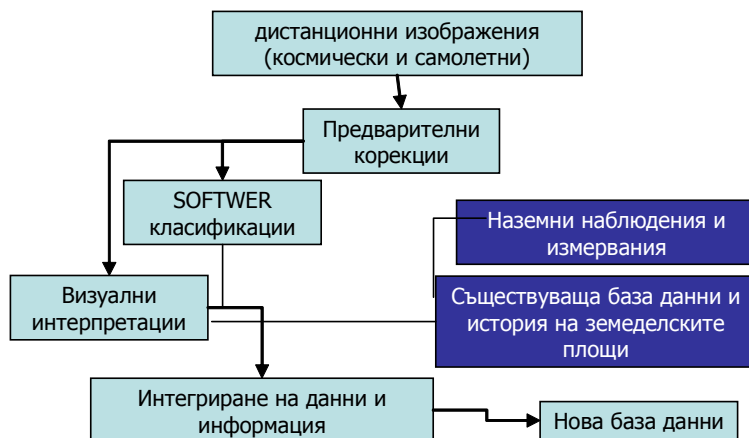 дистанционни изображения
(космически и самолетни)
Предварителни
корекции
SOFTWER
класификации
Наземни наблюдения и
измервания
Визуални
интерпретации
Съществуваща база данни и
история на земеделските
площи
Интегриране на данни и
информация
Нова база данни